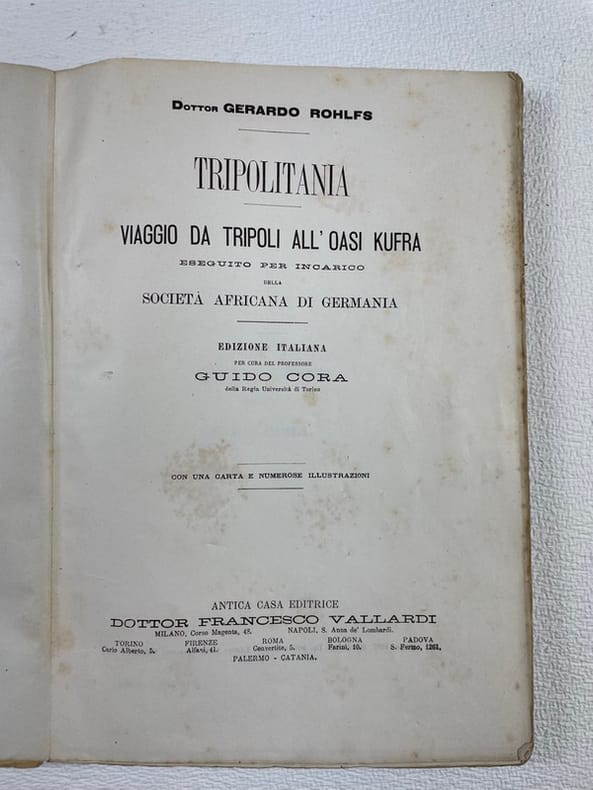 DOTTOR GERARDO ROHLFS
TRIPOLITANIA
VIAGGIO DA TRIPOLI ALL'OASI KUFRA
ESEGUITO PER INCARICO
DELLA
SOCIETÀ AFRICANA DI GERMANIA
EDIZIONE ITALIANA
PER CURA DEL PROFESSORE
GUIDO CORA
della Regia Università di Torino
CON UNA CARTA E NUMEROSE ILLUSTRAZIONI
ANTICA CASA EDITRICE
DOTTOR FRANCESCO VALLARDI
MILANO, Corso Magenta, 48. NAPOLI, S. Anna de' Lombardi.
TORINO FIRENZE ROMA BOLOGNA PADOVA
Carlo Alberto, 5. Alfani, 41. Convertite, 5. Farini, 10. S. Fermo, 1261,
PALERMO - CATANIA.